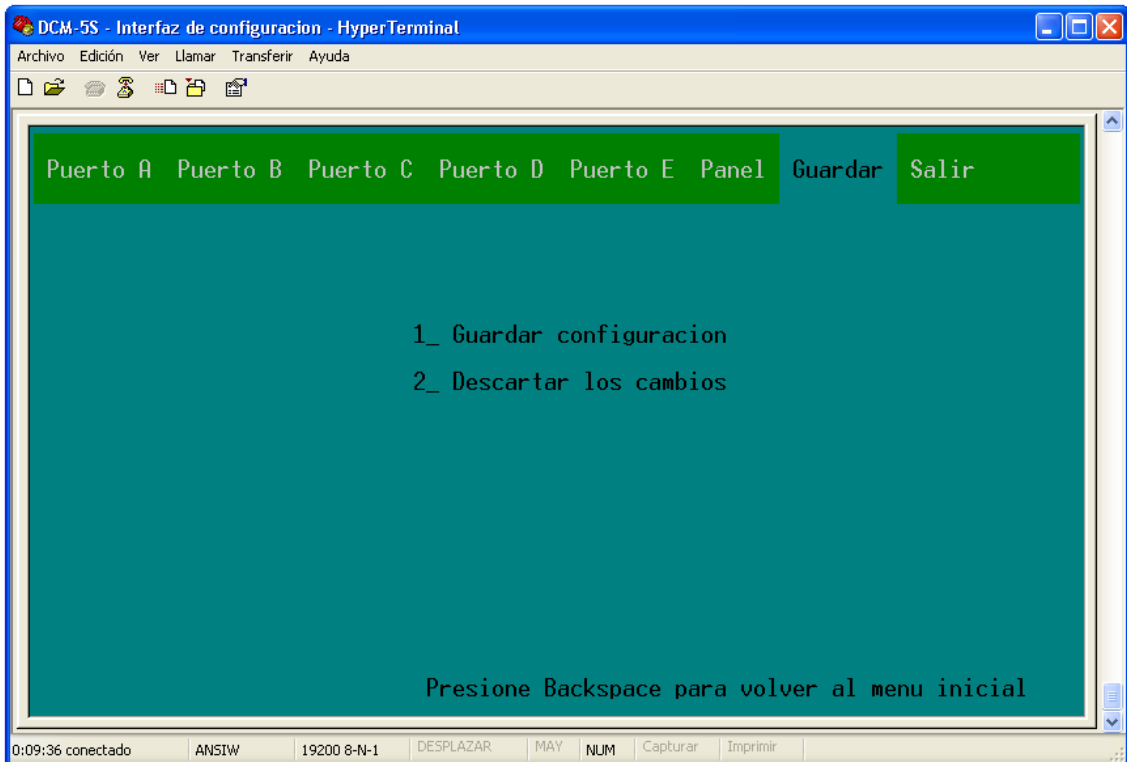 DCM-5S - Interfaz de configuracion - HyperTerminal
Archivo Edición Ver Llamar Transferir Ayuda
Puerto A Puerto B Puerto C Puerto D Puerto E Panel Guardar Salir
1_ Guardar configuracion
2_ Descartar los cambios
Presione Backspace para volver al menu inicial
0:09:36 conectado ANSIW 19200 8-N-1 DESPLAZAR MAY NUM Capturar Imprimir